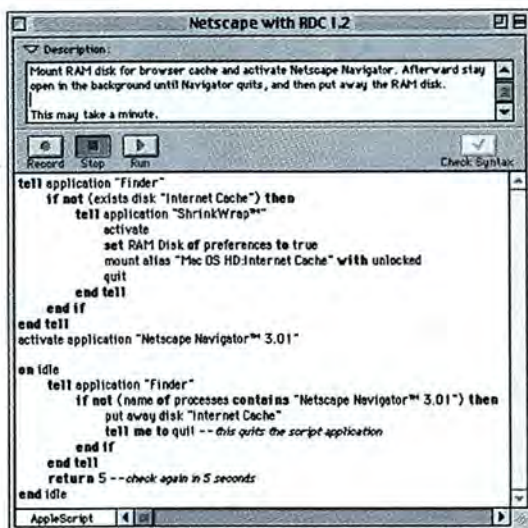 Netscape with RDC 1.2
Description:
Mount RAM disk for browser cache and activate Netscape Navigator. Afterward stay
open in the background until Navigator quits, and then put away the RAM disk.
This may take a minute.
Record Stop Run Check Syntax
tell application "Finder"
if not (exists disk "Internet Cache") then
tell application "ShrinkWrap™"
activate
set RAM Disk of preferences to true
mount alias "Mac OS HD:Internet Cache" with unlocked
quit
end tell
end if
end tell
activate application "Netscape Navigator™ 3.01"
on idle
tell application "Finder"
if not (name of processes contains "Netscape Navigator™ 3.01") then
put away disk "Internet Cache"
tell me to quit --this quits the script application
end if
end tell
return 5 --check again in 5 seconds
end idle
AppleScript